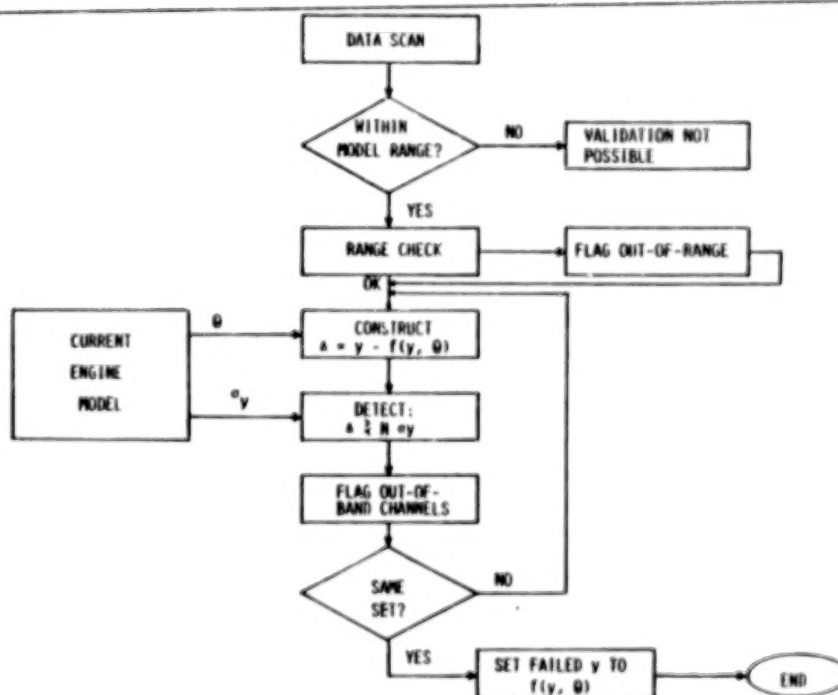 DATA SCAN
WITHIN
MODEL RANGE?
NO
VALIDATION NOT
POSSIBLE
YES
RANGE CHECK
FLAG OUT-OF-RANGE
OK
CURRENT
ENGINE
MODEL
θ
CONSTRUCT
Δ = y - f(y, θ)
σy
DETECT:
N σy
FLAG OUT-OF-
BAND CHANNELS
SAME
SET?
NO
YES
SET FAILED y TO
f(y, θ)
END